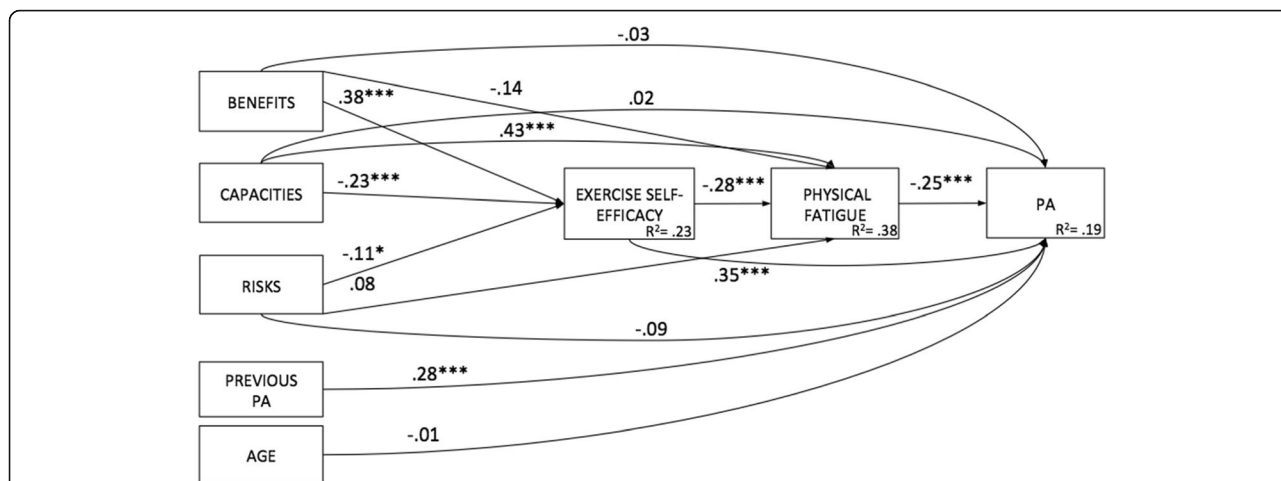 -.03
BENEFITS
.38***
-.14
.02
.43***
CAPACITIES
-.23***
EXERCISE SELF-
EFFICACY
R²= .23
-.28***
PHYSICAL
FATIGUE
R²= .38
-.25***
PA
R²= .19
-.11*
RISKS
.08
.35***
-.09
PREVIOUS
PA
.28***
-.01
AGE